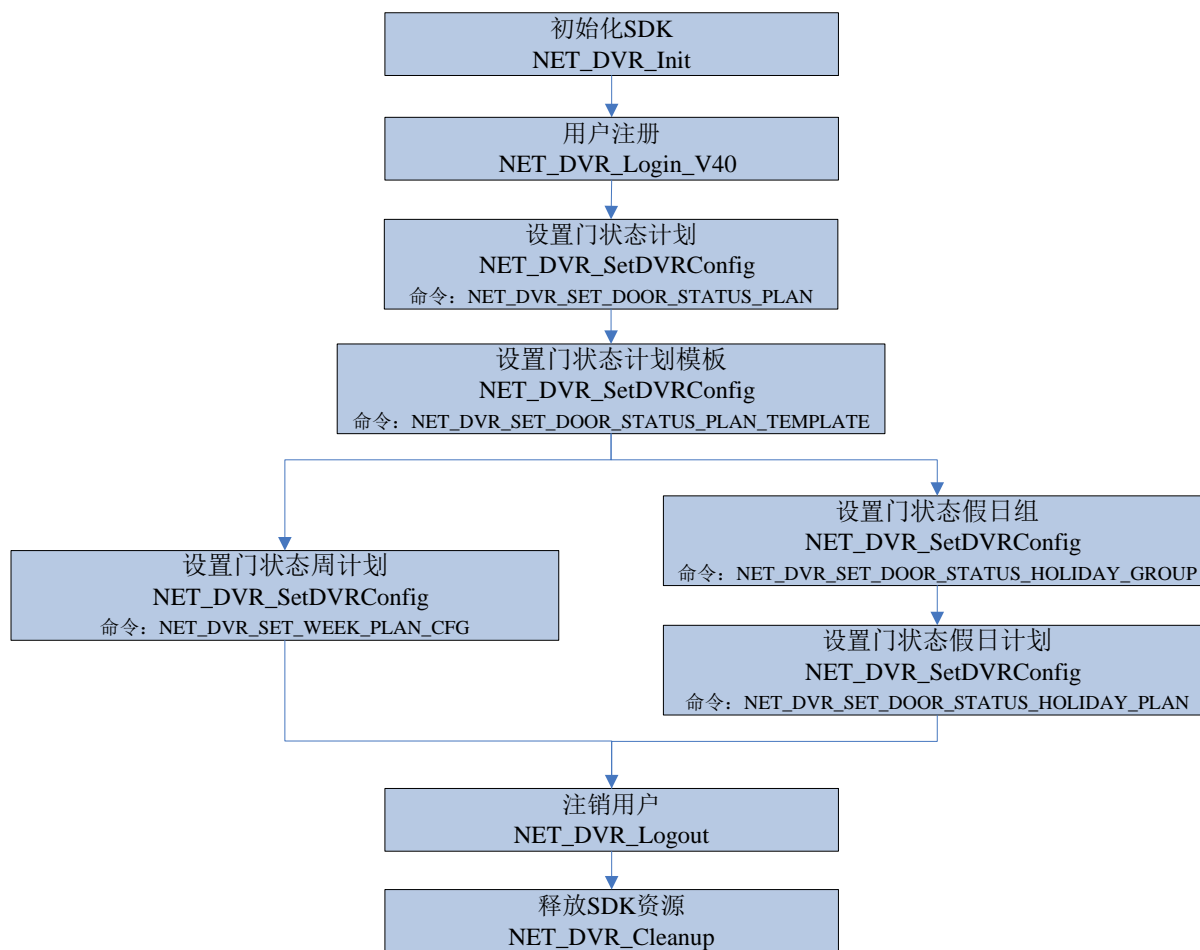 初始化SDK
NET_DVR_Init
用户注册
NET_DVR_Login_V40
设置门状态计划
NET_DVR_SetDVRConfig
命令：NET_DVR_SET_DOOR_STATUS_PLAN
设置门状态计划模板
NET_DVR_SetDVRConfig
命令：NET_DVR_SET_DOOR_STATUS_PLAN_TEMPLATE
设置门状态周计划
NET_DVR_SetDVRConfig
命令：NET_DVR_SET_WEEK_PLAN_CFG
设置门状态假日组
NET_DVR_SetDVRConfig
命令：NET_DVR_SET_DOOR_STATUS_HOLIDAY_GROUP
设置门状态假日计划
NET_DVR_SetDVRConfig
命令：NET_DVR_SET_DOOR_STATUS_HOLIDAY_PLAN
注销用户
NET_DVR_Logout
释放SDK资源
NET_DVR_Cleanup